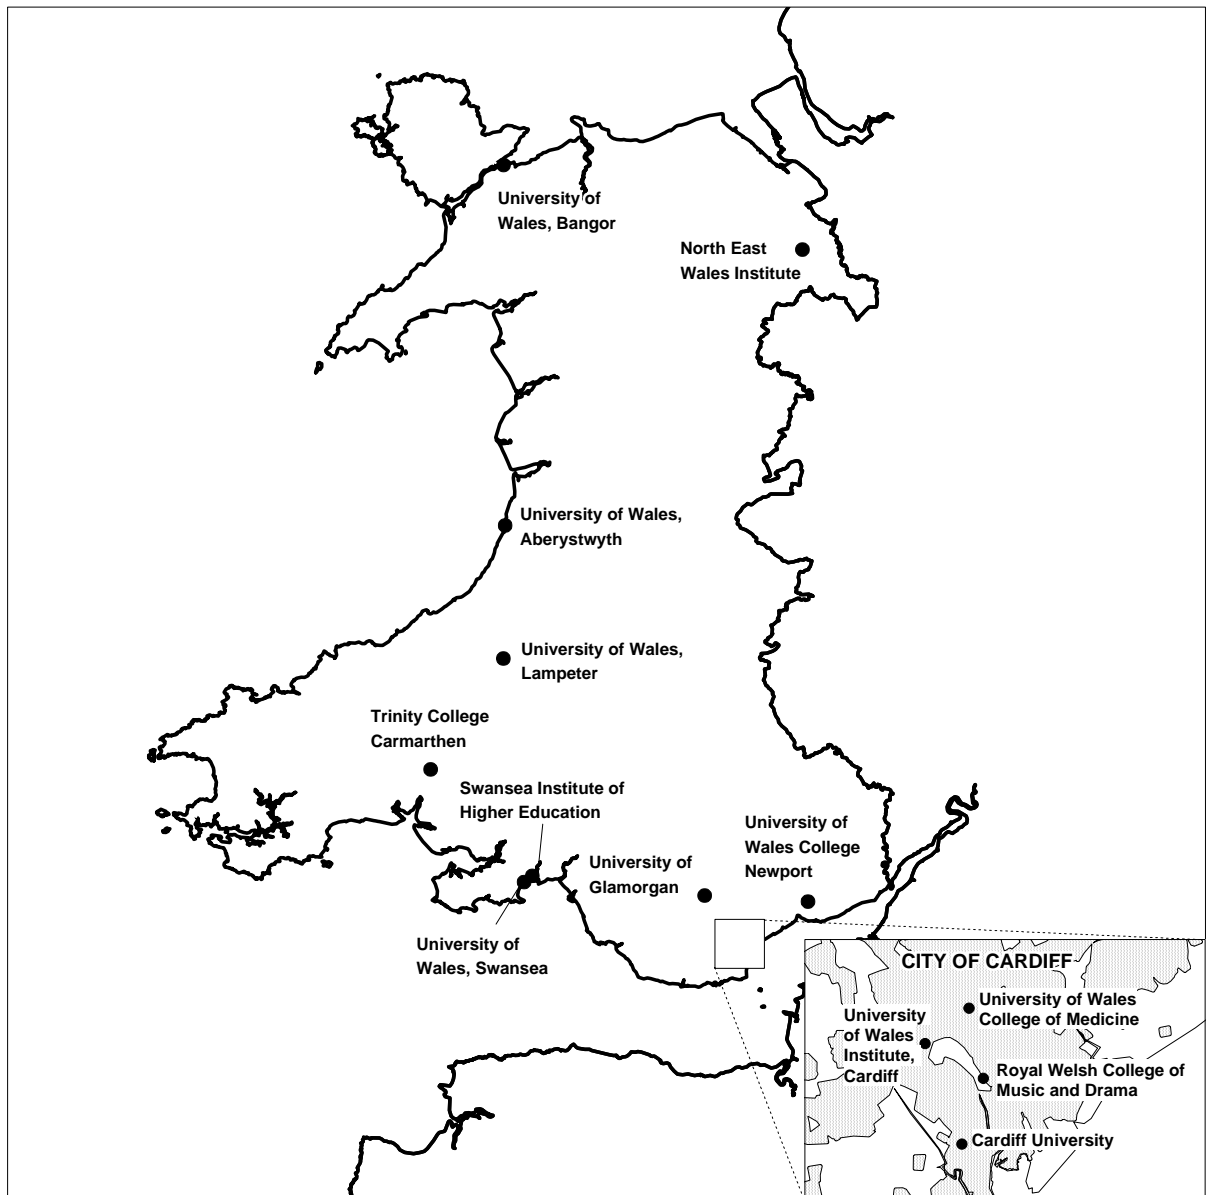 University of
Wales, Bangor
North East
Wales Institute
University of Wales,
Aberystwyth
University of Wales,
Lampeter
Trinity College
Carmarthen
Swansea Institute of
Higher Education
University of
Wales College
Newport
University of
Glamorgan
University of
Wales, Swansea
CITY OF CARDIFF
University of Wales
College of Medicine
University
of Wales
Institute,
Cardiff
Royal Welsh College of
Music and Drama
Cardiff University